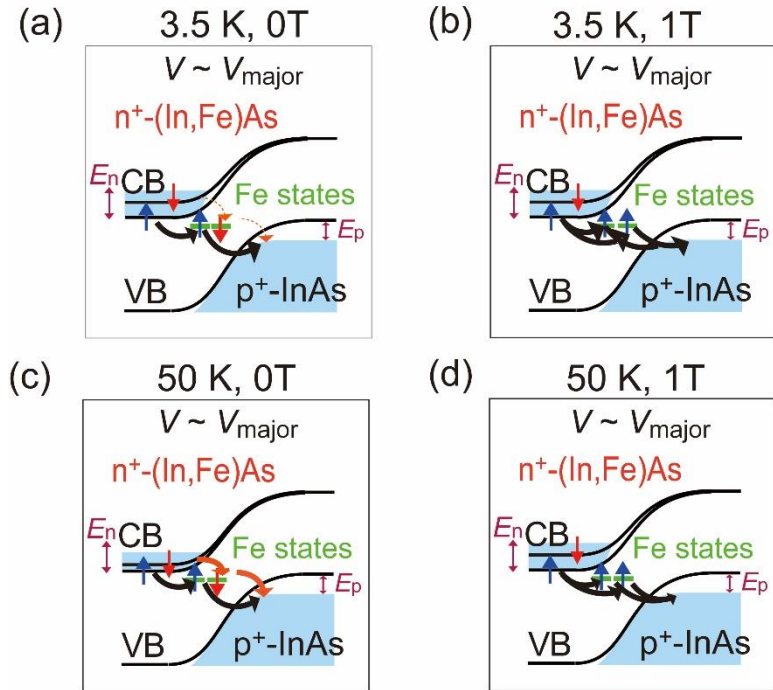 (a) 3.5 K, 0T
V ~ Vmajor
n+-(In,Fe)As
En CB
Fe states
Ep
VB p+-InAs
(b) 3.5 K, 1T
V ~ Vmajor
n+-(In,Fe)As
En CB
Fe states
Ep
VB p+-InAs
(c) 50 K, 0T
V ~ Vmajor
n+-(In,Fe)As
En CB
Fe states
Ep
VB p+-InAs
(d) 50 K, 1T
V ~ Vmajor
n+-(In,Fe)As
En CB
Fe states
Ep
VB p+-InAs